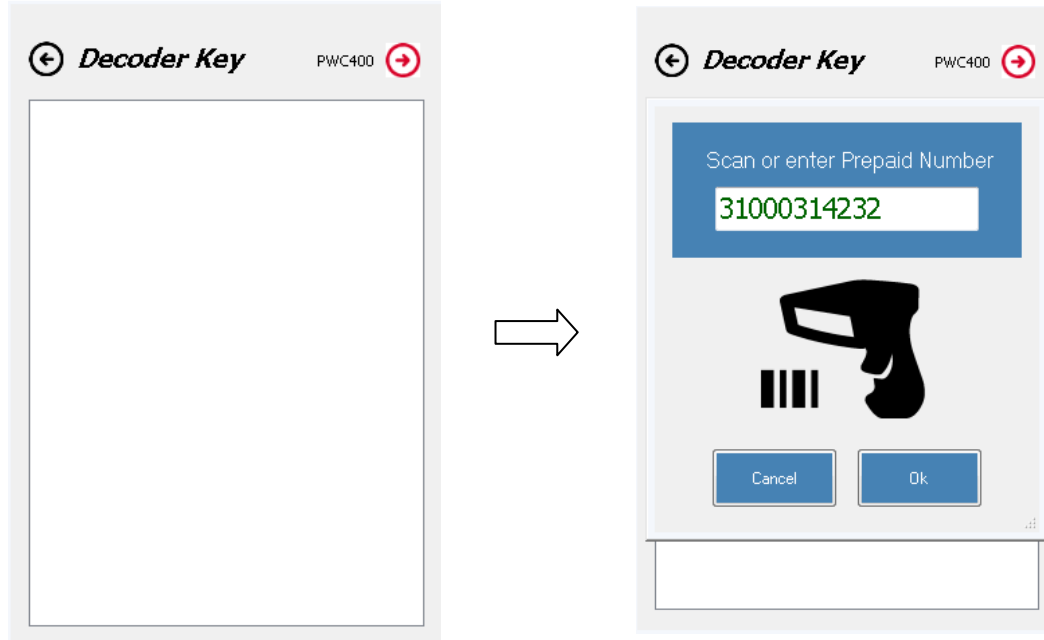 Decoder Key PWC400
Decoder Key PWC400
Scan or enter Prepaid Number
31000314232
Cancel Ok